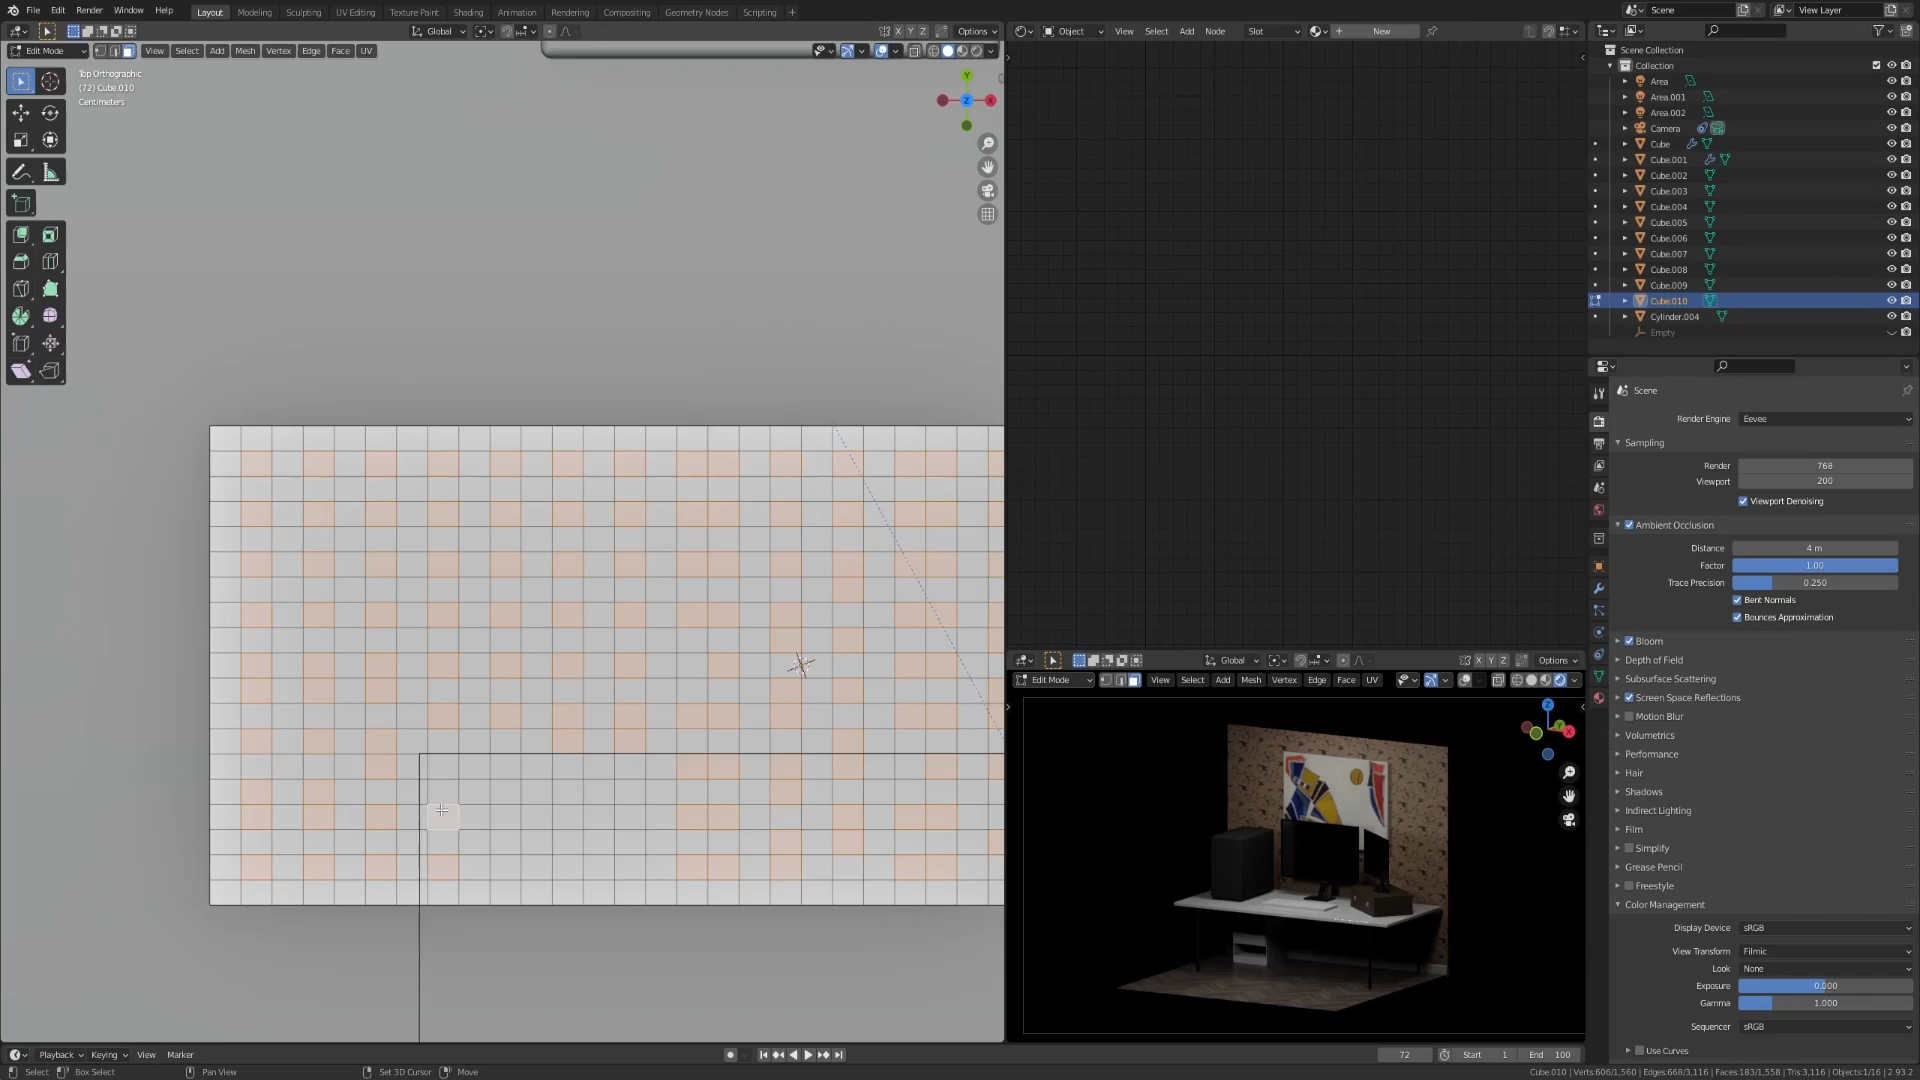 File Edit Render Window Help Layout Modeling Sculpting UV Editing Texture Paint Shading Animation Rendering Compositing Geometry Nodes Scripting + Scene View Layer
Global X Y Z Options
Object View Select Add Node Slot + New
Edit Mode View Select Add Mesh Vertex Edge Face UV
Top Orthographic
(72) Cube.010
Centimeters
Y
Z
X
Scene Collection
Collection
Area
Area.001
Area.002
Camera
Cube
Cube.001
Cube.002
Cube.003
Cube.004
Cube.005
Cube.006
Cube.007
Cube.008
Cube.009
Cube.010
Cylinder.004
Empty
Scene
Render Engine Eevee
Sampling
Render 768
Viewport 200
Viewport Denoising
Ambient Occlusion
Distance 4 m
Factor 1.00
Trace Precision 0.250
Bent Normals
Bounces Approximation
Bloom
Depth of Field
Subsurface Scattering
Screen Space Reflections
Motion Blur
Volumetrics
Performance
Hair
Shadows
Indirect Lighting
Film
Simplify
Grease Pencil
Freestyle
Color Management
Display Device sRGB
View Transform Filmic
Look None
Exposure 0.000
Gamma 1.000
Sequencer sRGB
Use Curves
Global X Y Z Options
Edit Mode View Select Add Mesh Vertex Edge Face UV
Z
Y
X
Playback Keying View Marker 72 Start 1 End 100
Select Box Select Pan View Set 3D Cursor Move Cube.010 | Verts:606/1,560 | Edges:668/3,116 | Faces:183/1,558 | Tris:3,116 | Objects:1/16 | 2.93.2